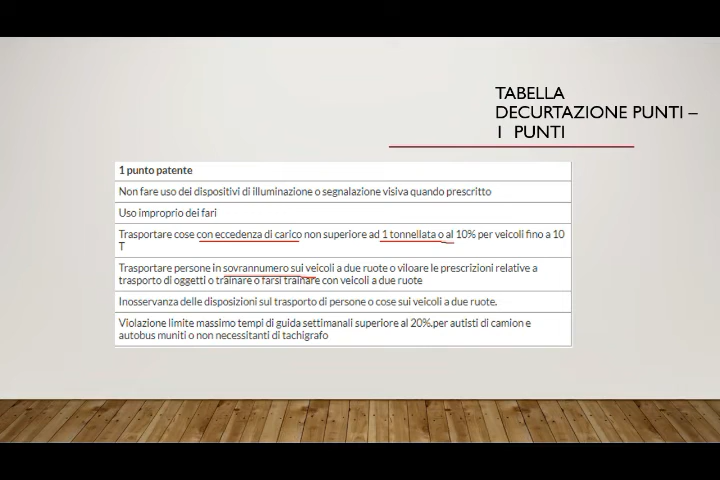 TABELLA
DECURTAZIONE PUNTI –
1 PUNTI
1 punto patente
Non fare uso dei dispositivi di illuminazione o segnalazione visiva quando prescritto
Uso improprio dei fari
Trasportare cose con eccedenza di carico non superiore ad 1 tonnellata o al 10% per veicoli fino a 10
T
Trasportare persone in sovrannumero sui veicoli a due ruote o viloare le prescrizioni relative a
trasporto di oggetti o trainare o farsi trainare con veicoli a due ruote
Inosservanza delle disposizioni sul trasporto di persone o cose sui veicoli a due ruote.
Violazione limite massimo tempi di guida settimanali superiore al 20%.per autisti di camion e
autobus muniti o non necessitanti di tachigrafo